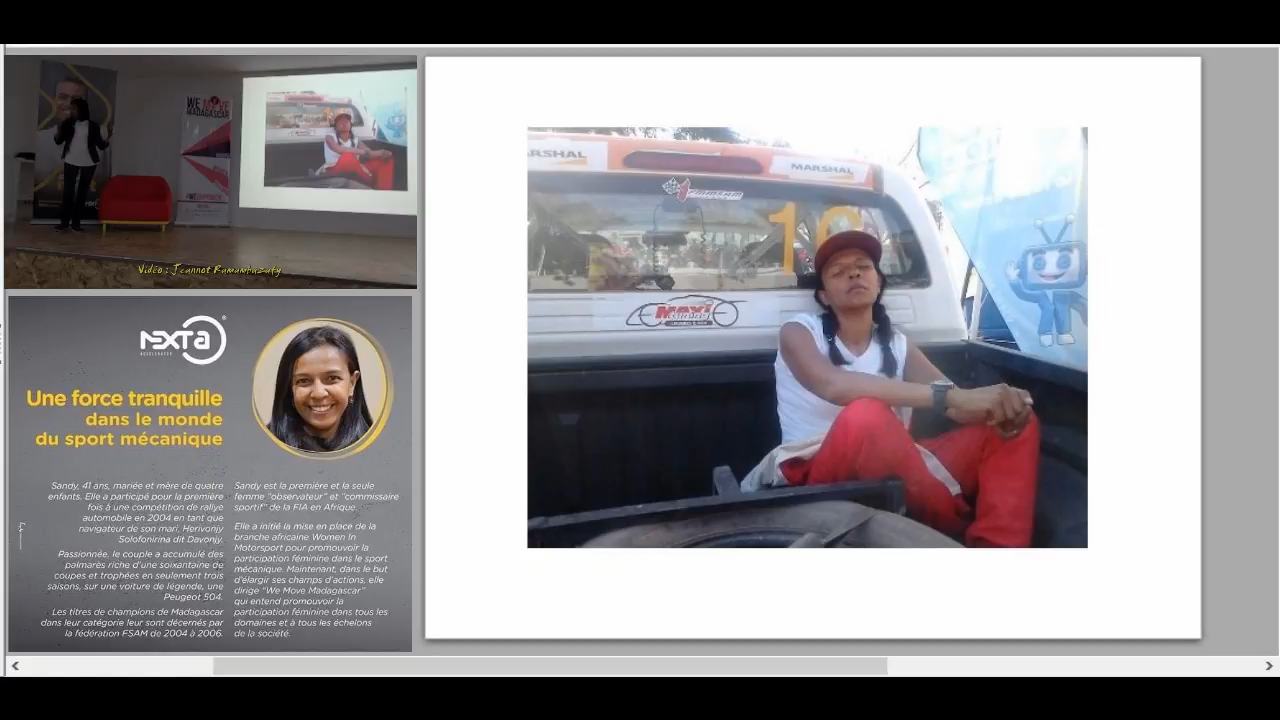 WE MOVE
MADAGASCAR
Vidéo : Jeannot Ramambazafy
NEXTA
ACCELERATOR
Une force tranquille
dans le monde
du sport mécanique
Sandy, 41 ans, mariée et mère de quatre
enfants. Elle a participé pour la première
fois à une compétition de rallye
automobile en 2004 en tant que
navigateur de son mari, Herivonjy
Solofonirina dit Davonjy.
Passionnée, le couple a accumulé des
palmarès riche d'une soixantaine de
coupes et trophées en seulement trois
saisons, sur une voiture de légende, une
Peugeot 504.
Les titres de champions de Madagascar
dans leur catégorie leur sont décernés par
la fédération FSAM de 2004 à 2006.
Sandy est la première et la seule
femme "observateur" et "commissaire
sportif" de la FIA en Afrique.
Elle a initié la mise en place de la
branche africaine Women In
Motorsport pour promouvoir la
participation féminine dans le sport
mécanique. Maintenant, dans le but
d'élargir ses champs d'actions, elle
dirige "We Move Madagascar"
qui entend promouvoir la
participation féminine dans tous les
domaines et à tous les échelons
de la société.
MARSHAL
MARSHAL
10
MAXI